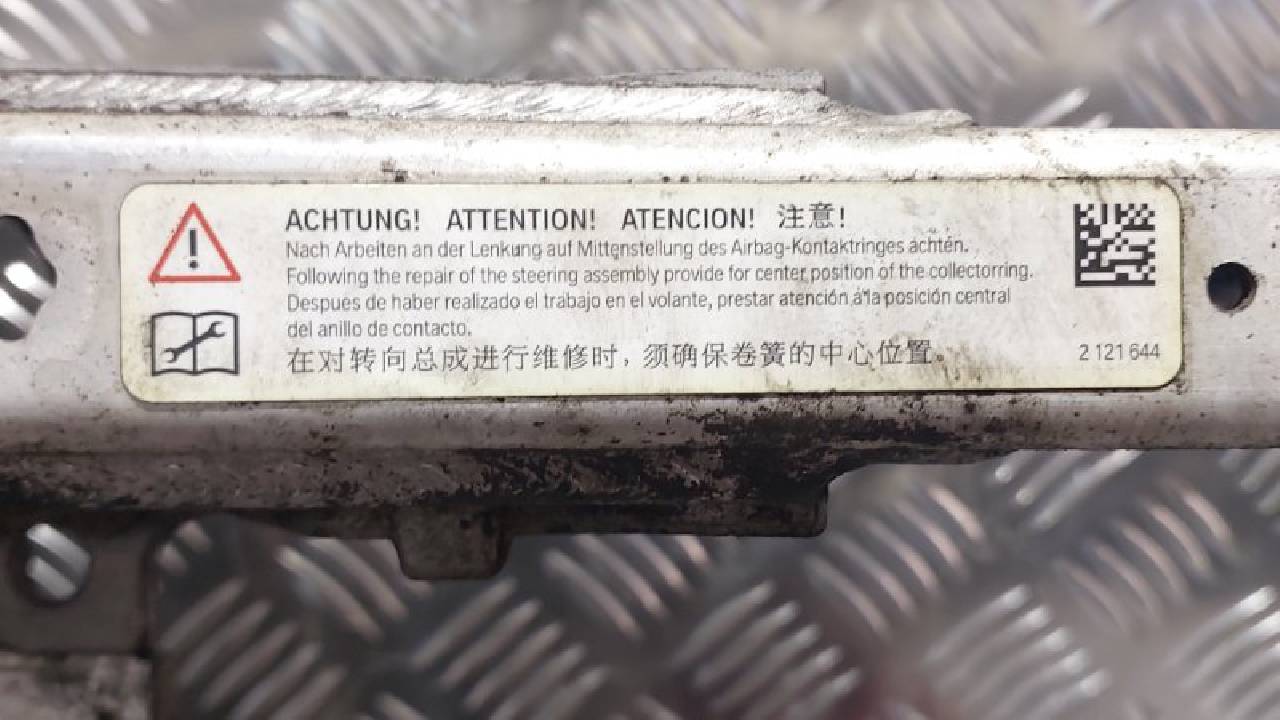 ACHTUNG! ATTENTION! ATENCION! 注意!
Nach Arbeiten an der Lenkung auf Mittenstellung des Airbag-Kontaktringes achten.
Following the repair of the steering assembly provide for center position of the collectorring.
Después de haber realizado el trabajo en el volante, prestar atención a la posición central
del anillo de contacto.
在对转向总成进行维修时，须确保卷簧的中心位置。
2 121 644